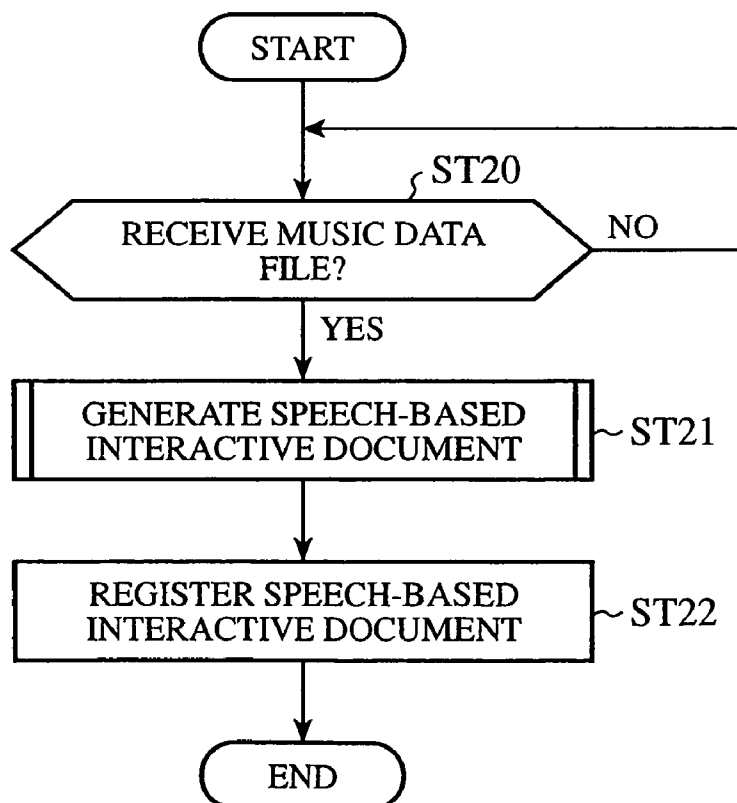 START
ST20
RECEIVE MUSIC DATA
FILE?
NO
YES
GENERATE SPEECH-BASED
INTERACTIVE DOCUMENT
ST21
REGISTER SPEECH-BASED
INTERACTIVE DOCUMENT
ST22
END